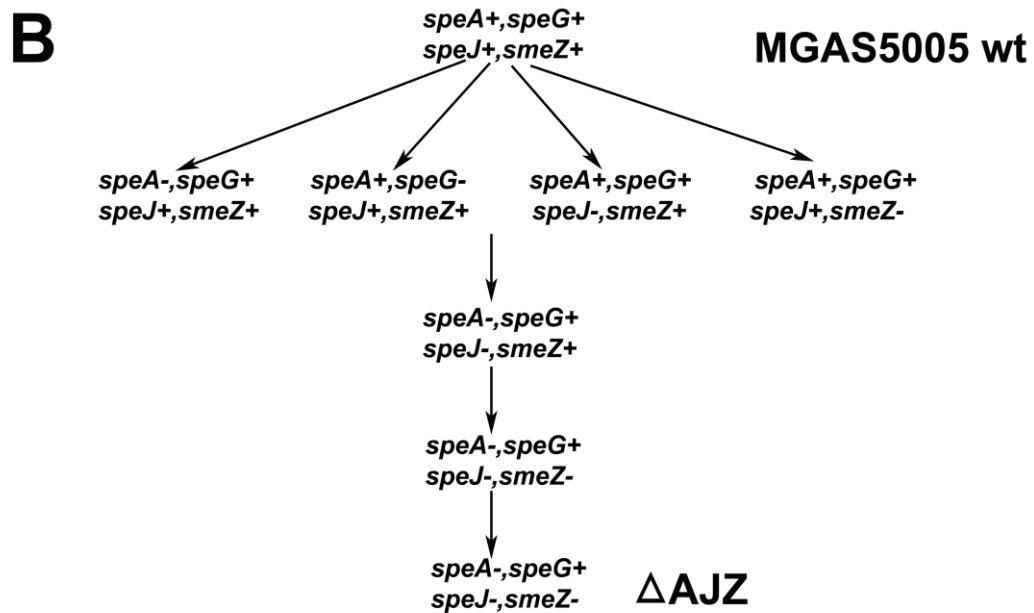 B
speA+,speG+
speJ+,smeZ+
MGAS5005 wt
speA-,speG+
speJ+,smeZ+
speA+,speG-
speJ+,smeZ+
speA+,speG+
speJ-,smeZ+
speA+,speG+
speJ+,smeZ-
speA-,speG+
speJ-,smeZ+
speA-,speG+
speJ-,smeZ-
speA-,speG+
speJ-,smeZ-
△AJZ